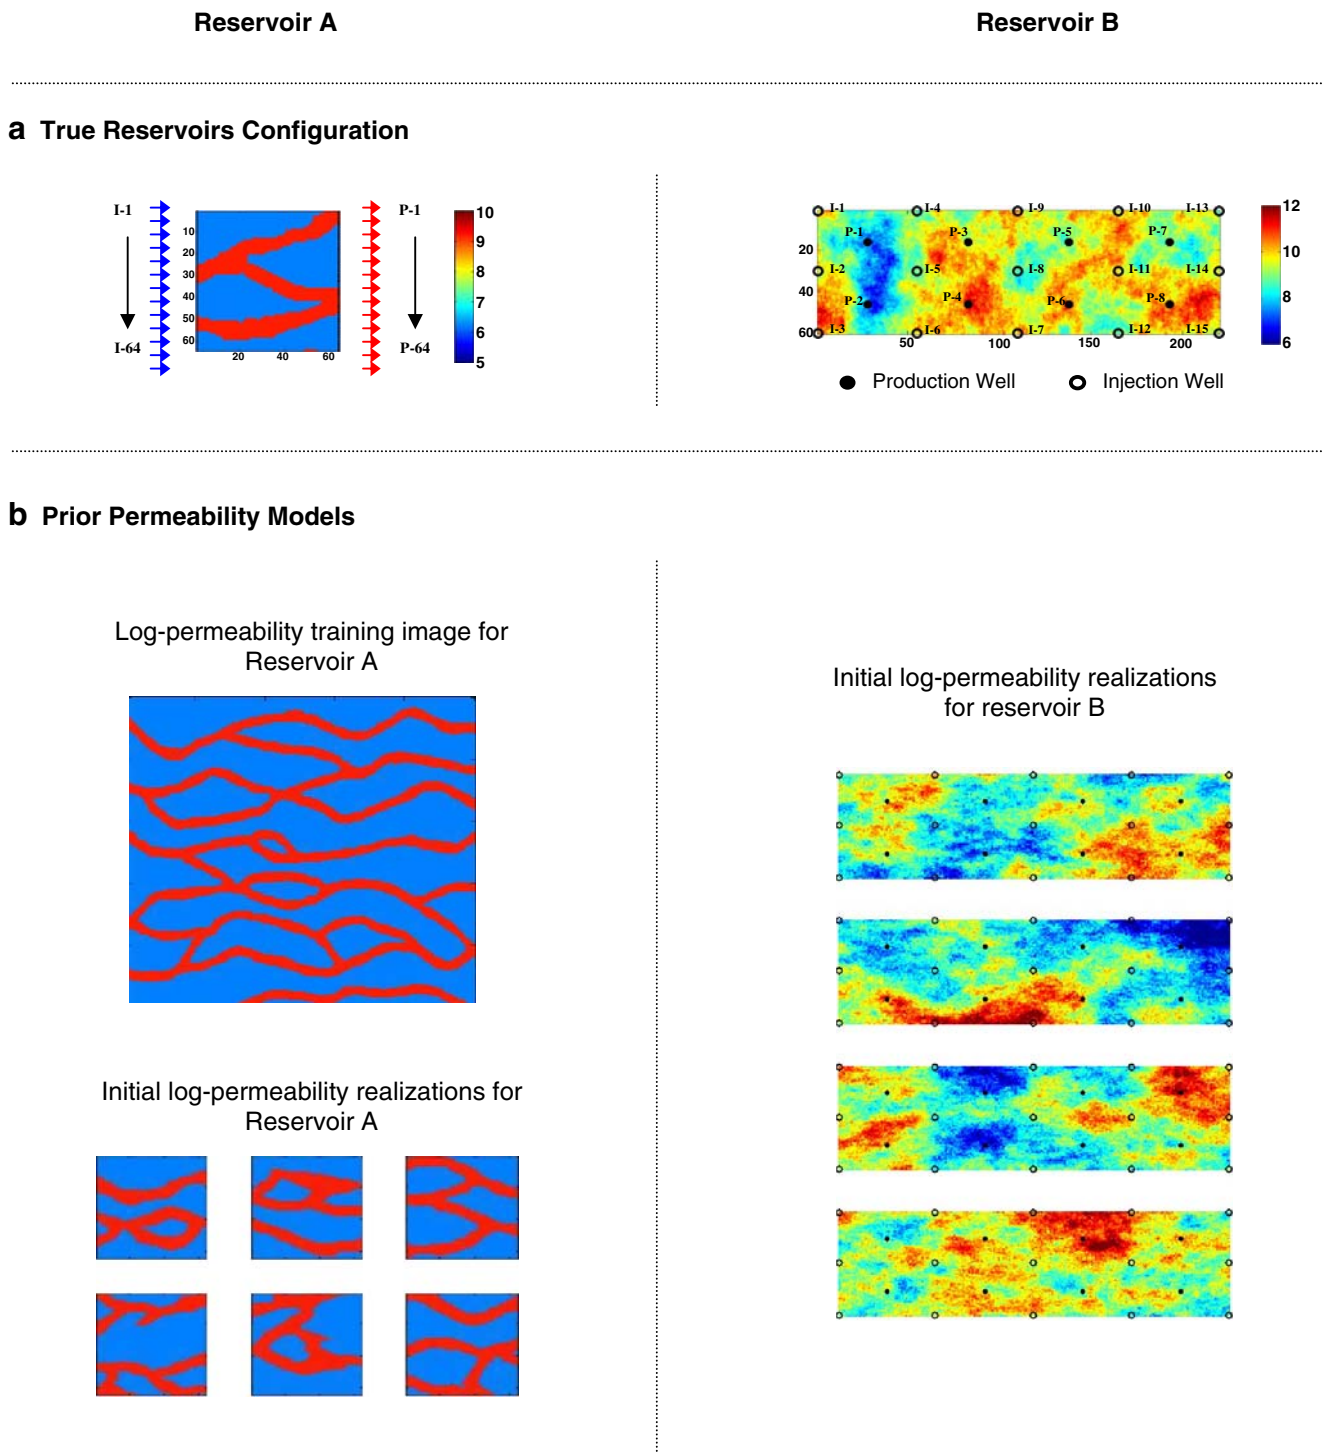 Reservoir A
Reservoir B
a True Reservoirs Configuration
I-1
I-64
10
20
30
40
50
60
20 40 60
P-1
P-64
10
9
8
7
6
5
I-1 I-4 I-9 I-10 I-13
P-1 P-3 P-5 P-7
I-2 I-5 I-8 I-11 I-14
P-2 P-4 P-6 P-8
I-3 I-6 I-7 I-12 I-15
20
40
60
50 100 150 200
12
10
8
6
Production Well
Injection Well
b Prior Permeability Models
Log-permeability training image for
Reservoir A
Initial log-permeability realizations for
Reservoir A
Initial log-permeability realizations
for reservoir B